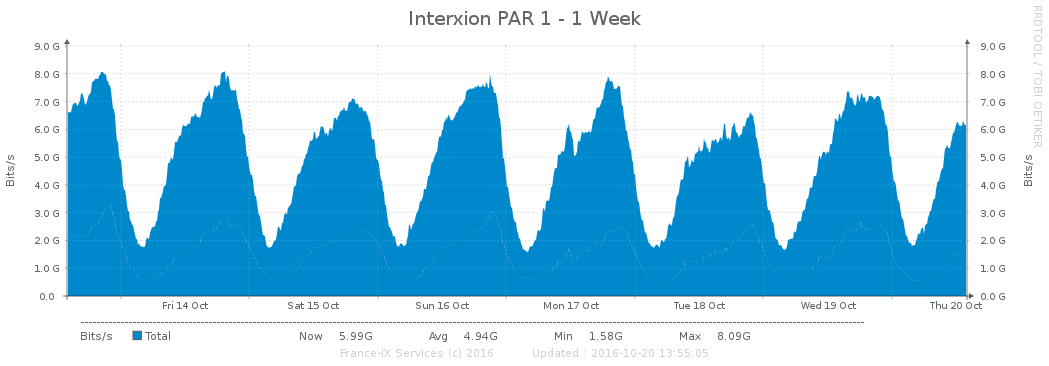 Interxion PAR 1 - 1 Week
RRDTOOL / TOBI OETIKER
Bits/s
9.0 G 9.0 G
8.0 G 8.0 G
7.0 G 7.0 G
6.0 G 6.0 G
5.0 G 5.0 G
4.0 G 4.0 G
3.0 G 3.0 G
2.0 G 2.0 G
1.0 G 1.0 G
0.0 0.0 G
Bits/s
Fri 14 Oct Sat 15 Oct Sun 16 Oct Mon 17 Oct Tue 18 Oct Wed 19 Oct Thu 20 Oct
Bits/s Total Now 5.99G Avg 4.94G Min 1.58G Max 8.09G
France-IX Services (c) 2016 Updated : 2016-10-20 13:55:05